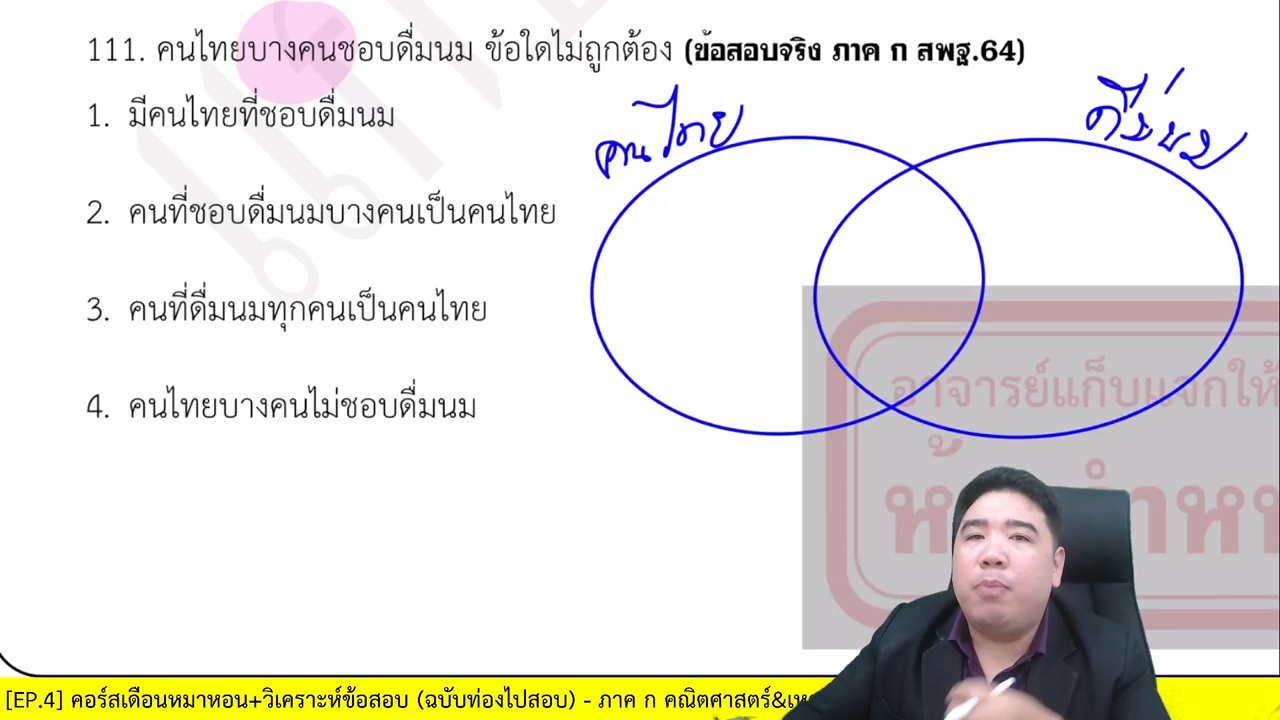 111. คนไทยบางคนชอบดื่มนม ข้อใดไม่ถูกต้อง (ข้อสอบจริง ภาค ก สพฐ.64)
คนไทย
ดื่มนม
1. มีคนไทยที่ชอบดื่มนม
2. คนที่ชอบดื่มนมบางคนเป็นคนไทย
3. คนที่ดื่มนมทุกคนเป็นคนไทย
4. คนไทยบางคนไม่ชอบดื่มนม
อาจารย์แก็บแจกให้
[EP.4] คอร์สเดือนหมาหอน+วิเคราะห์ข้อสอบ (ฉบับท่องไปสอบ) - ภาค ก คณิตศาสตร์&